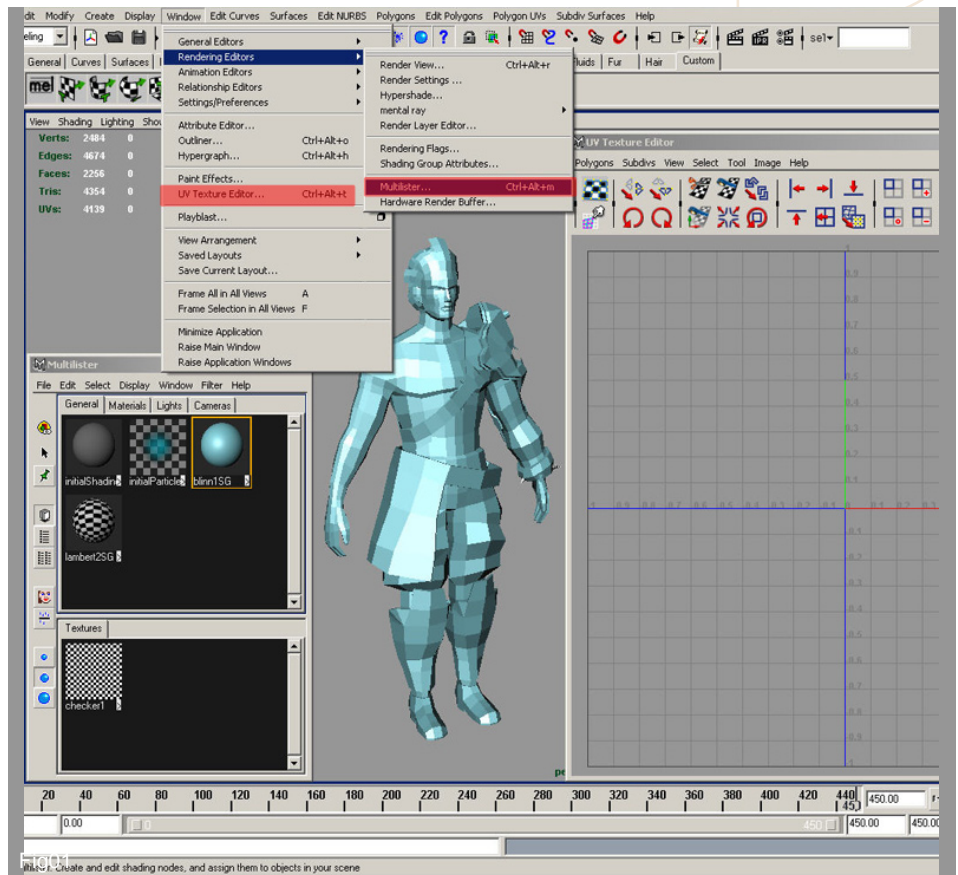 dit Modify Create Display Window Edit Curves Surfaces Edit NURBS Polygons Edit Polygons Polygon UVs Subdiv Surfaces Help
eling sel
General Curves Surfaces Fluids Fur Hair Custom
mel
General Editors
Rendering Editors
Animation Editors
Relationship Editors
Settings/Preferences
Attribute Editor...
Outliner... Ctrl+Alt+o
Hypergraph... Ctrl+Alt+h
Paint Effects...
UV Texture Editor... Ctrl+Alt+t
Playblast...
View Arrangement
Saved Layouts
Save Current Layout...
Frame All in All Views A
Frame Selection in All Views F
Minimize Application
Raise Main Window
Raise Application Windows
Render View... Ctrl+Alt+r
Render Settings ...
Hypershade...
mental ray
Render Layer Editor...
Rendering Flags...
Shading Group Attributes...
Multilister... Ctrl+Alt+m
Hardware Render Buffer...
View Shading Lighting Show
Verts: 2484 0
Edges: 4674 0
Faces: 2256 0
Tris: 4354 0
UVs: 4139 0
UV Texture Editor
Polygons Subdivs View Select Tool Image Help
Multilister
File Edit Select Display Window Filter Help
General Materials Lights Cameras
initialShading initialParticle blinn1SG
lambert2SG
Textures
checker1
20 40 60 80 100 120 140 160 180 200 220 240 260 280 300 320 340 360 380 400 420 440 450.00
0.00 0 450 450.00 450.00
Fig01
Multilister: Create and edit shading nodes, and assign them to objects in your scene